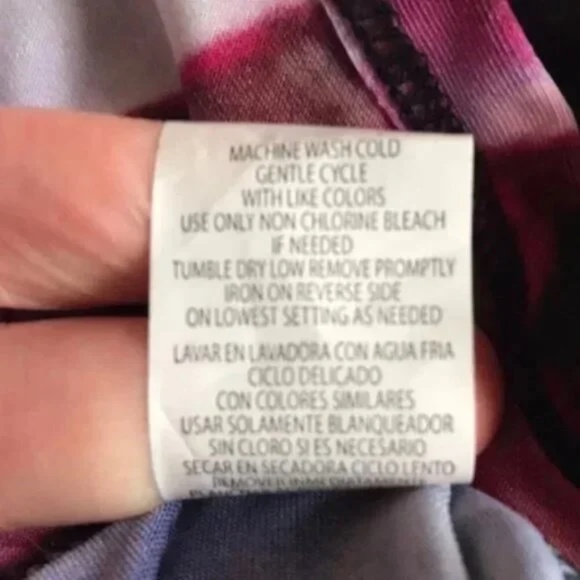 MACHINE WASH COLD
GENTLE CYCLE
WITH LIKE COLORS
USE ONLY NON CHLORINE BLEACH
IF NEEDED
TUMBLE DRY LOW REMOVE PROMPTLY
IRON ON REVERSE SIDE
ON LOWEST SETTING AS NEEDED
LAVAR EN LAVADORA CON AGUA FRIA
CICLO DELICADO
CON COLORES SIMILARES
USAR SOLAMENTE BLANQUEADOR
SIN CLORO SI ES NECESARIO
SECAR EN SECADORA CICLO LENTO
REMOVER INMEDIATAMENTE